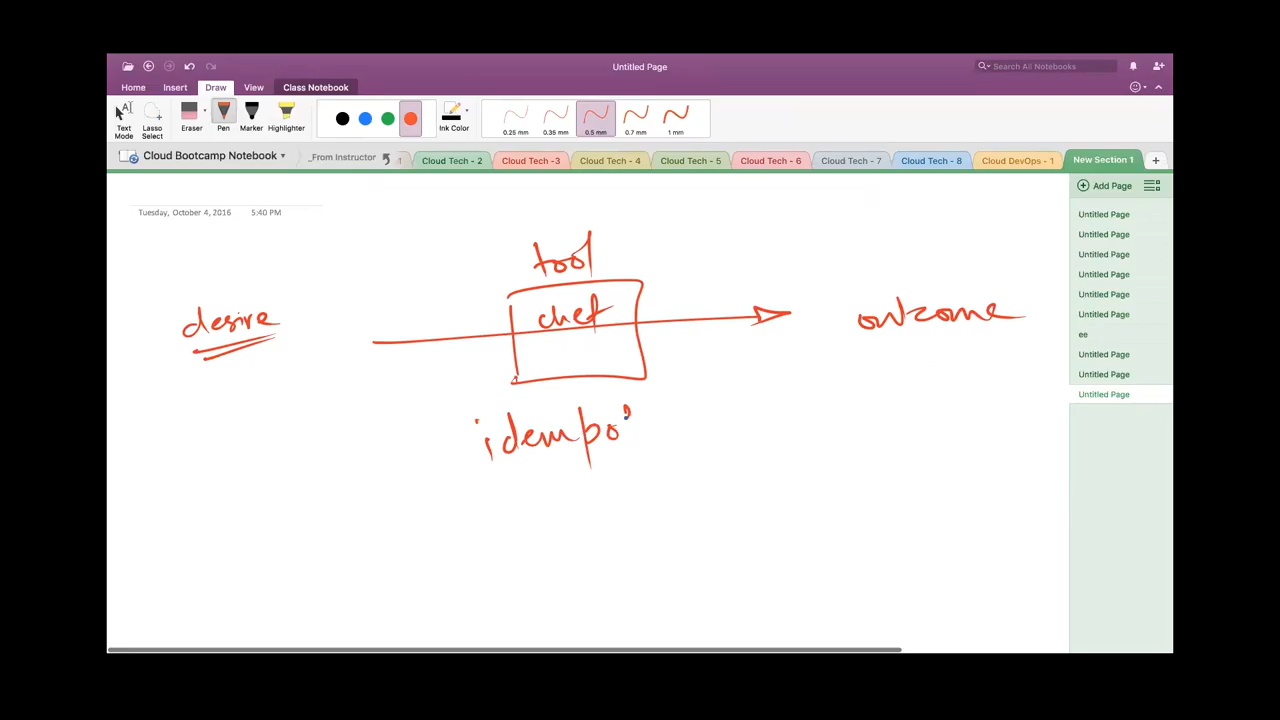 Untitled Page
Search All Notebooks
Home Insert Draw View Class Notebook
Text Mode
Lasso Select
Eraser
Pen
Marker
Highlighter
Ink Color
0.25 mm 0.35 mm 0.5 mm 0.7 mm 1 mm
Cloud Bootcamp Notebook
_From Instructor
1
Cloud Tech - 2
Cloud Tech -3
Cloud Tech - 4
Cloud Tech - 5
Cloud Tech - 6
Cloud Tech - 7
Cloud Tech - 8
Cloud DevOps - 1
New Section 1
Add Page
Tuesday, October 4, 2016 5:40 PM
tool
desire
chef
outcome
idempo
Untitled Page
Untitled Page
Untitled Page
Untitled Page
Untitled Page
Untitled Page
ee
Untitled Page
Untitled Page
Untitled Page